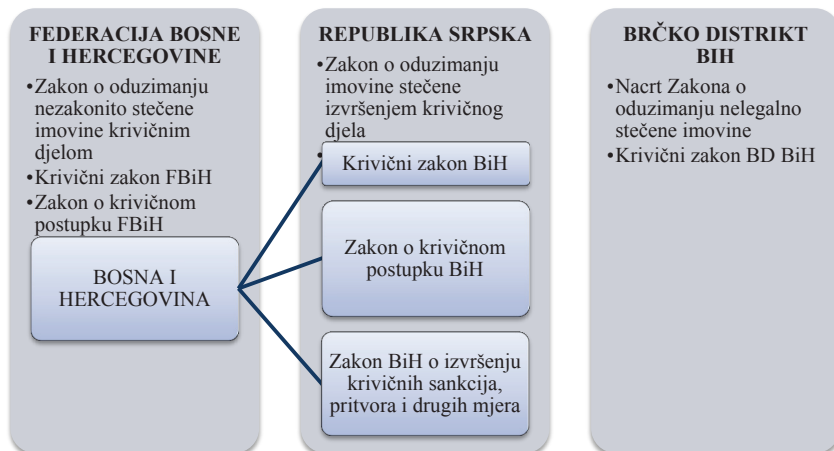 FEDERACIJA BOSNE
I HERCEGOVINE
•Zakon o oduzimanju
nezakonito stečene
imovine krivičnim
djelom
•Krivični zakon FBiH
•Zakon o krivičnom
postupku FBiH
BOSNA I
HERCEGOVINA
REPUBLIKA SRPSKA
•Zakon o oduzimanju
imovine stečene
izvršenjem krivičnog
djela
•
Krivični zakon BiH
Zakon o krivičnom
postupku BiH
Zakon BiH o izvršenju
krivičnih sankcija,
pritvora i drugih mjera
BRČKO DISTRIKT
BIH
•Nacrt Zakona o
oduzimanju nelegalno
stečene imovine
•Krivični zakon BD BiH